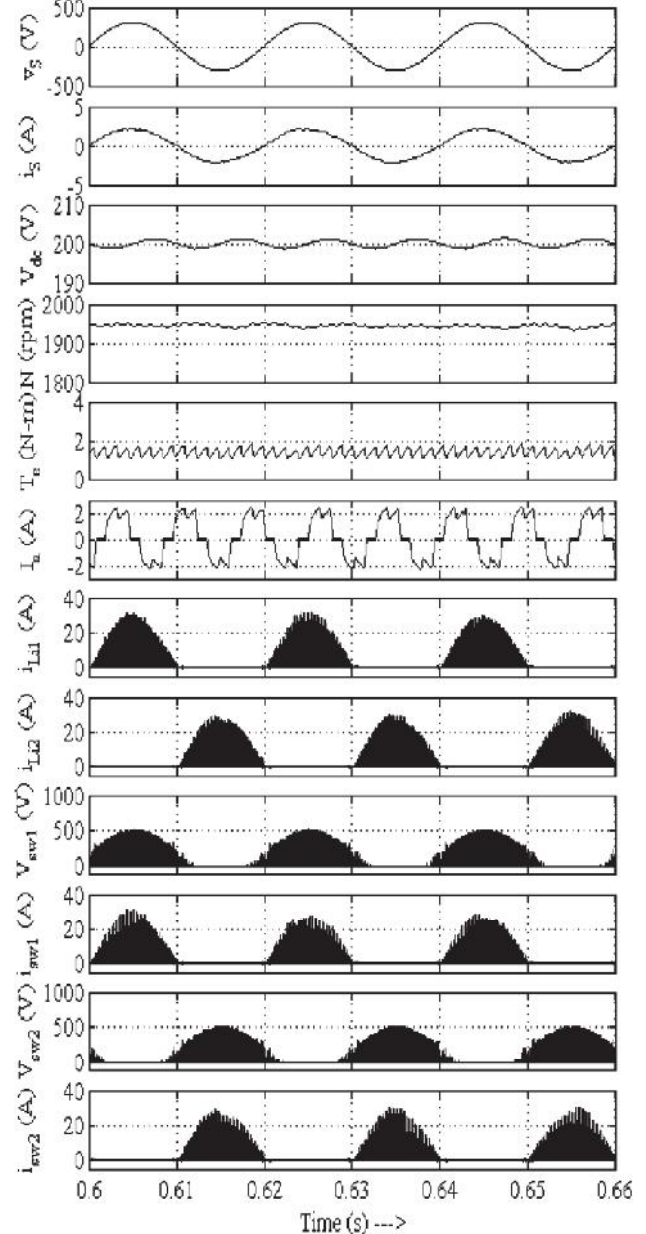 v_S (V)
500
0
-500
i_S (A)
5
0
-5
V_dc (V)
210
200
190
N (rpm)
2000
1900
1800
T_e (N-m)
4
2
0
I_a (A)
2
0
-2
i_Li1 (A)
40
20
0
i_Li2 (A)
40
20
0
V_sw1 (V)
1000
500
0
i_sw1 (A)
40
20
0
V_sw2 (V)
1000
500
0
i_sw2 (A)
40
20
0
0.6 0.61 0.62 0.63 0.64 0.65 0.66
Time (s) --->